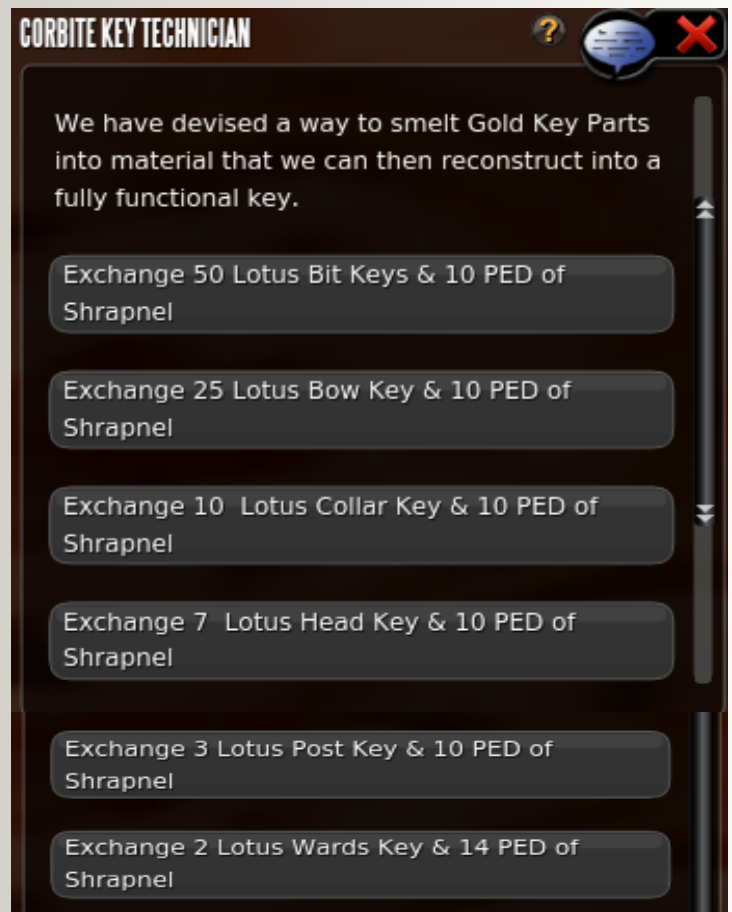 CORBITE KEY TECHNICIAN
?
We have devised a way to smelt Gold Key Parts
into material that we can then reconstruct into a
fully functional key.
Exchange 50 Lotus Bit Keys & 10 PED of
Shrapnel
Exchange 25 Lotus Bow Key & 10 PED of
Shrapnel
Exchange 10  Lotus Collar Key & 10 PED of
Shrapnel
Exchange 7  Lotus Head Key & 10 PED of
Shrapnel
Exchange 3 Lotus Post Key & 10 PED of
Shrapnel
Exchange 2 Lotus Wards Key & 14 PED of
Shrapnel